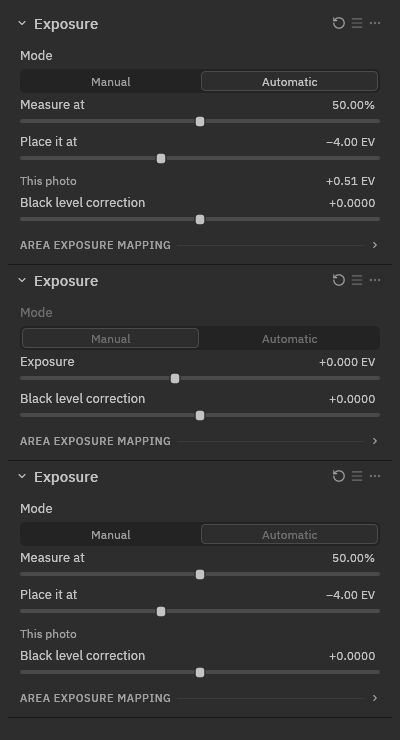 Exposure
Mode
Manual Automatic
Measure at 50.00%
Place it at −4.00 EV
This photo +0.51 EV
Black level correction +0.0000
AREA EXPOSURE MAPPING
Exposure
Mode
Manual Automatic
Exposure +0.000 EV
Black level correction +0.0000
AREA EXPOSURE MAPPING
Exposure
Mode
Manual Automatic
Measure at 50.00%
Place it at −4.00 EV
This photo
Black level correction +0.0000
AREA EXPOSURE MAPPING